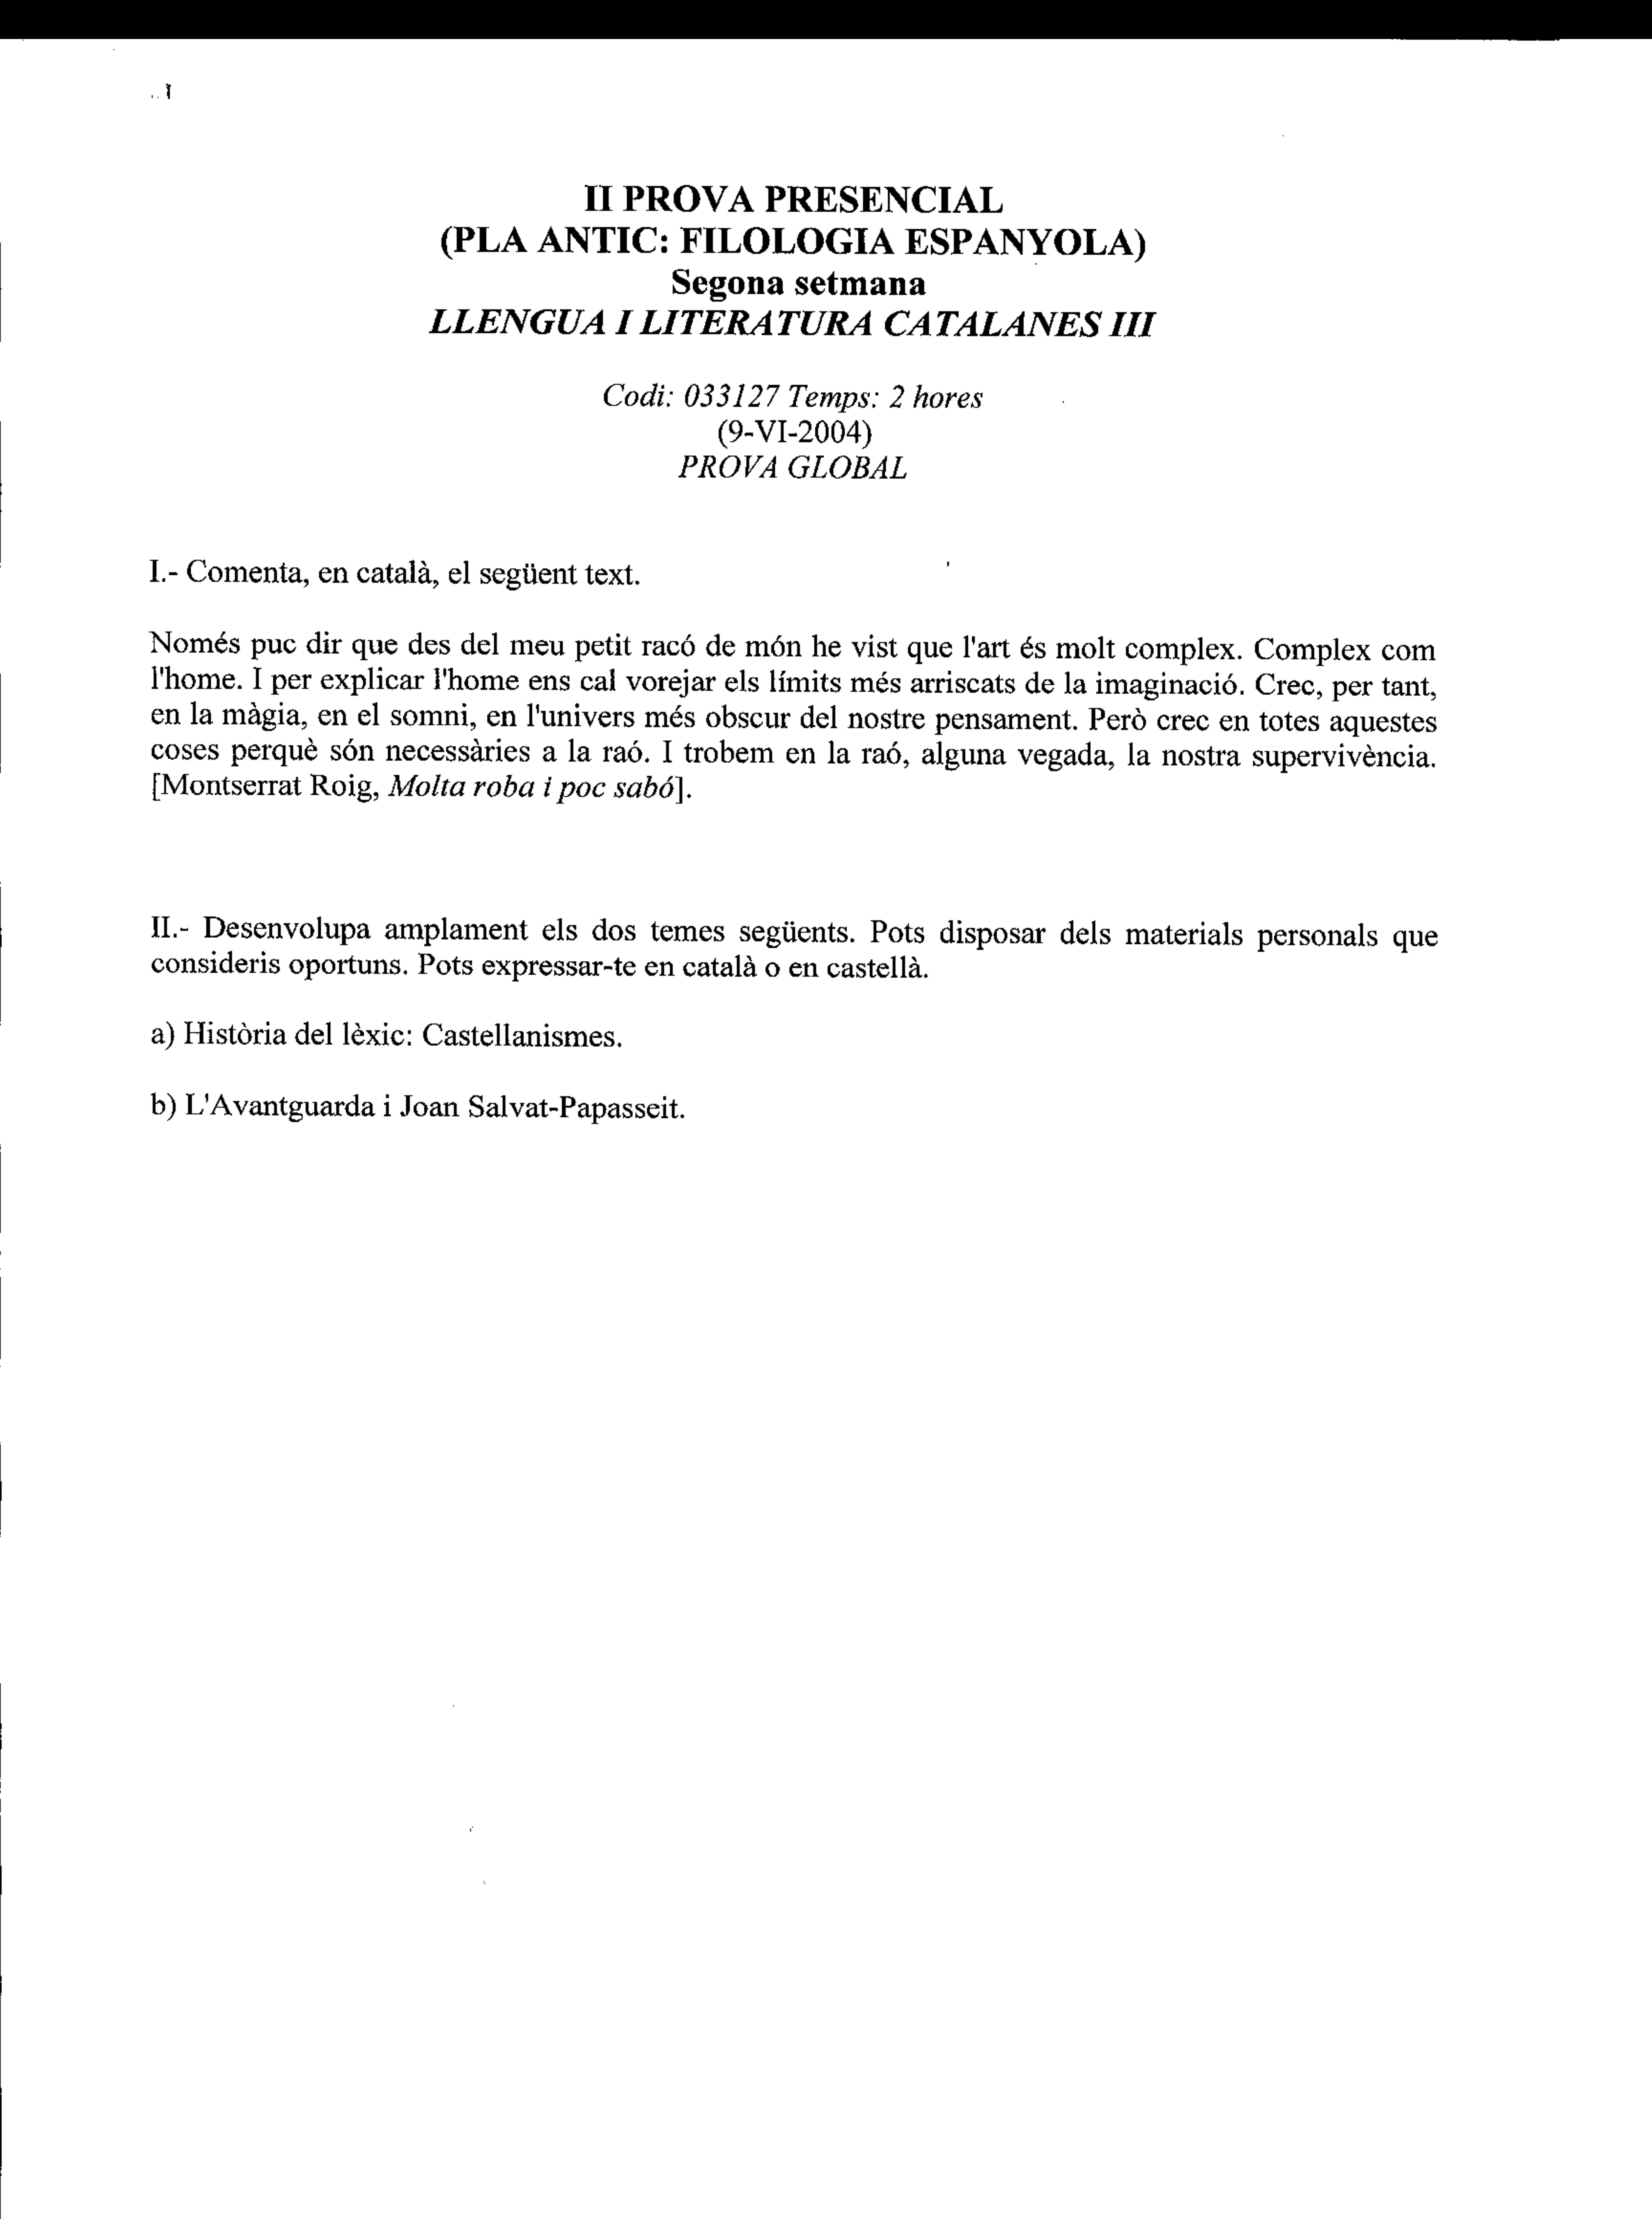 II PROVA PRESENCIAL
(PLA ANTIC: FILOLOGIA ESPANYOLA)
Segona setmana
LLENGUA I LITERATURA CATALANES III
Codi: 033127 Temps: 2 hores
(9-VI-2004)
PROVA GLOBAL
I.- Comenta, en català, el següent text.
Només puc dir que des del meu petit racó de món he vist que l'art és molt complex. Complex com
l'home. I per explicar l'home ens cal vorejar els límits més arriscats de la imaginació. Crec, per tant,
en la màgia, en el somni, en l'univers més obscur del nostre pensament. Però crec en totes aquestes
coses perquè són necessàries a la raó. I trobem en la raó, alguna vegada, la nostra supervivència.
[Montserrat Roig, Molta roba i poc sabó].
II.- Desenvolupa amplament els dos temes següents. Pots disposar dels materials personals que
consideris oportuns. Pots expressar-te en català o en castellà.
a) Història del lèxic: Castellanismes.
b) L'Avantguarda i Joan Salvat-Papasseit.